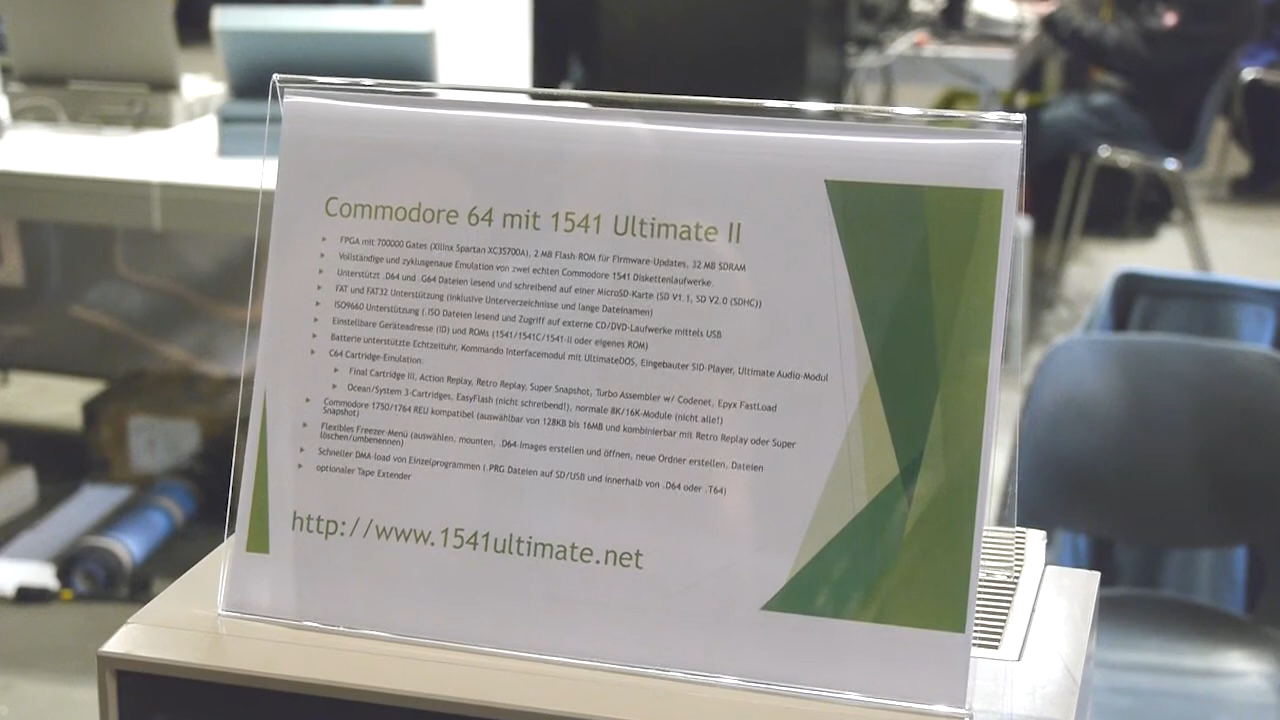 Commodore 64 mit 1541 Ultimate II
FPGA mit 700000 Gates (Xilinx Spartan XC3S700A), 2 MB Flash-ROM für Firmware-Updates, 32 MB SDRAM
Vollständige und zyklusgenaue Emulation von zwei echten Commodore 1541 Diskettenlaufwerke.
Unterstützt .D64 und .G64 Dateien lesend und schreibend auf einer MicroSD-Karte (SD V1.1, SD V2.0 (SDHC))
FAT und FAT32 Unterstützung (inklusive Unterverzeichnisse und lange Dateinamen)
ISO9660 Unterstützung (.ISO Dateien lesend und Zugriff auf externe CD/DVD-Laufwerke mittels USB
Einstellbare Geräteadresse (ID) und ROMs (1541/1541C/1541-II oder eigenes ROM)
Batterie unterstützte Echtzeituhr, Kommando Interfacemodul mit UltimateDOS, Eingebauter SID-Player, Ultimate Audio-Modul
C64 Cartridge-Emulation:
Final Cartridge III, Action Replay, Retro Replay, Super Snapshot, Turbo Assembler w/ Codenet, Epyx FastLoad
Ocean/System 3-Cartridges, EasyFlash (nicht schreibend!), normale 8K/16K-Module (nicht alle!)
Commodore 1750/1764 REU kompatibel (auswählbar von 128KB bis 16MB und kombinierbar mit Retro Replay oder Super
Snapshot)
Flexibles Freezer-Menü (auswählen, mounten, .D64-Images erstellen und öffnen, neue Ordner erstellen, Dateien
löschen/umbenennen)
Schneller DMA-load von Einzelprogrammen (.PRG Dateien auf SD/USB und innerhalb von .D64 oder .T64)
optionaler Tape Extender
http://www.1541ultimate.net